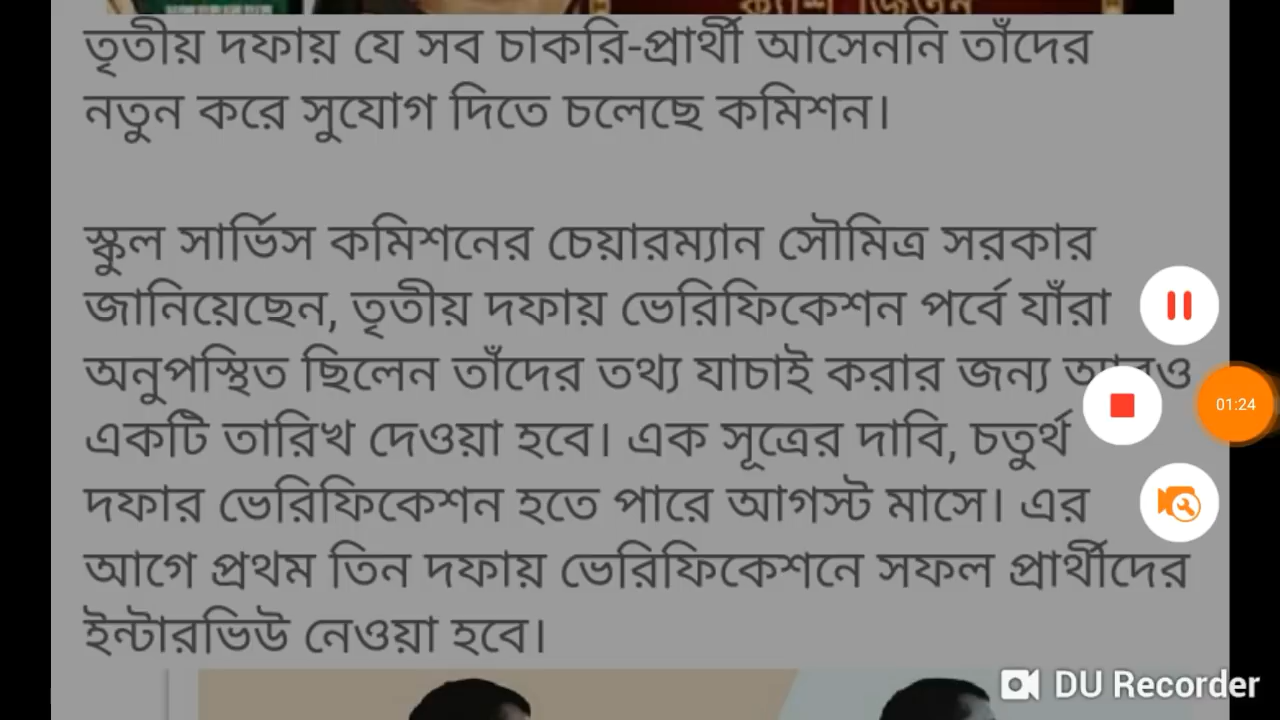 ক্যাশ জিতুন
তৃতীয় দফায় যে সব চাকরি-প্রার্থী আসেননি তাঁদের
নতুন করে সুযোগ দিতে চলেছে কমিশন।
স্কুল সার্ভিস কমিশনের চেয়ারম্যান সৌমিত্র সরকার
জানিয়েছেন, তৃতীয় দফায় ভেরিফিকেশন পর্বে যাঁরা
অনুপস্থিত ছিলেন তাঁদের তথ্য যাচাই করার জন্য আরও
একটি তারিখ দেওয়া হবে। এক সূত্রের দাবি, চতুর্থ
01:24
দফার ভেরিফিকেশন হতে পারে আগস্ট মাসে। এর
আগে প্রথম তিন দফায় ভেরিফিকেশনে সফল প্রার্থীদের
ইন্টারভিউ নেওয়া হবে।
DU Recorder